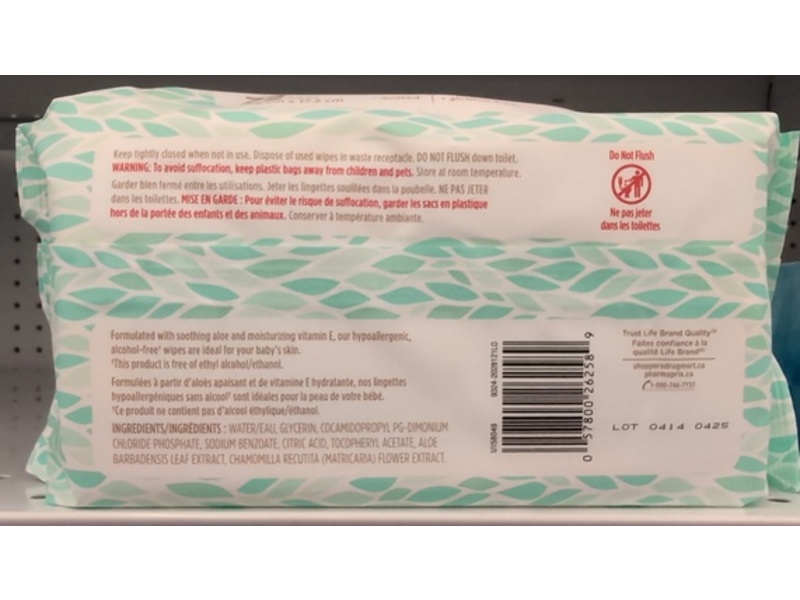 Keep tightly closed when not in use. Dispose of used wipes in waste receptacle. DO NOT FLUSH down toilet.
WARNING: To avoid suffocation, keep plastic bags away from children and pets. Store at room temperature.
Garder bien fermé entre les utilisations. Jeter les lingettes souillées dans la poubelle. NE PAS JETER
dans les toilettes. MISE EN GARDE : Pour éviter le risque de suffocation, garder les sacs en plastique
hors de la portée des enfants et des animaux. Conserver à température ambiante.
Do Not Flush
Ne pas jeter
dans les toilettes
Formulated with soothing aloe and moisturizing vitamin E, our hypoallergenic,
alcohol-free† wipes are ideal for your baby's skin.
†This product is free of ethyl alcohol/ethanol.
Formulées à partir d'aloès apaisant et de vitamine E hydratante, nos lingettes
hypoallergéniques sans alcool† sont idéales pour la peau de votre bébé.
†Ce produit ne contient pas d'alcool éthylique/éthanol.
INGREDIENTS/INGRÉDIENTS : WATER/EAU, GLYCERIN, COCAMIDOPROPYL PG-DIMONIUM
CHLORIDE PHOSPHATE, SODIUM BENZOATE, CITRIC ACID, TOCOPHERYL ACETATE, ALOE
BARBADENSIS LEAF EXTRACT, CHAMOMILLA RECUTITA (MATRICARIA) FLOWER EXTRACT.
U158049
9324-2028121LO
0 57800 26258 9
Trust Life Brand Quality™
Faites confiance à la
qualité Life Brand
shoppersdrugmart.ca
pharmaprix.ca
1-800-746-7737
LOT 0414 0425